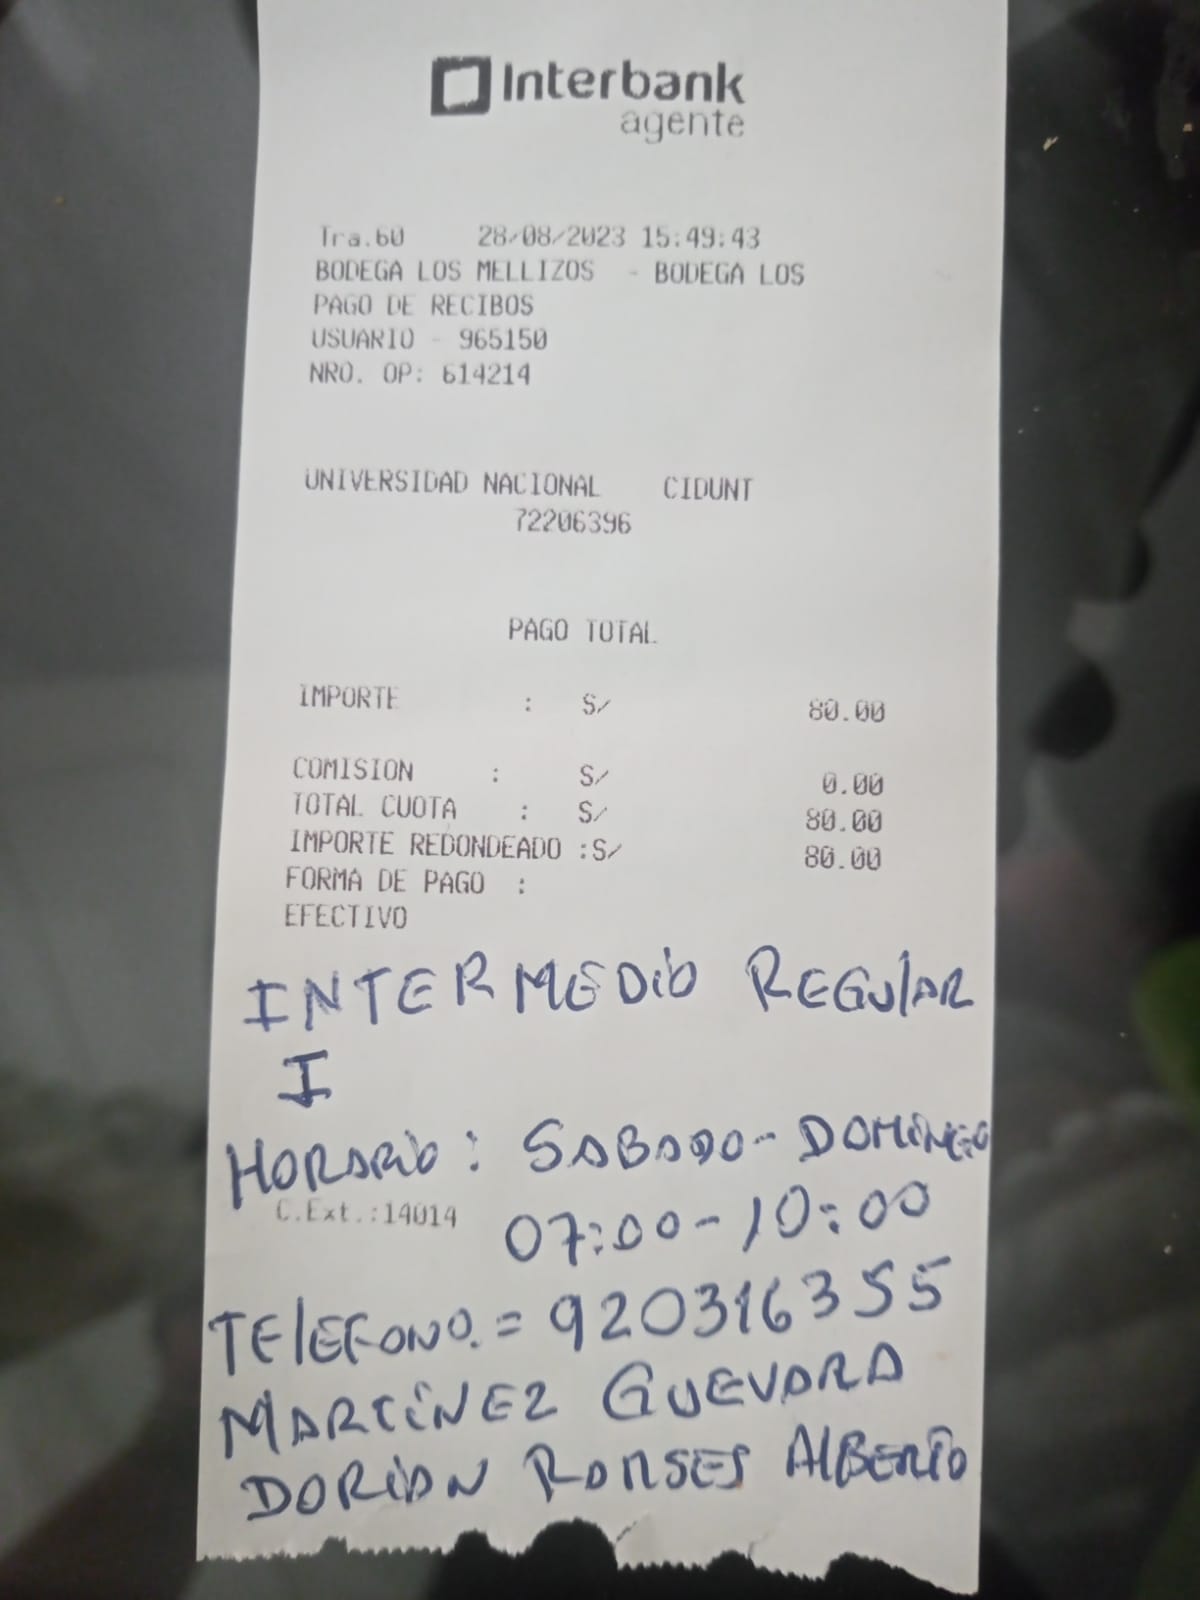 Interbank
agente
Tra.60 28/08/2023 15:49:43
BODEGA LOS MELLIZOS - BODEGA LOS
PAGO DE RECIBOS
USUARIO - 965150
NRO. OP: 614214
UNIVERSIDAD NACIONAL CIDUNT
72206396
PAGO TOTAL
IMPORTE : S/ 80.00
COMISION : S/ 0.00
TOTAL CUOTA : S/ 80.00
IMPORTE REDONDEADO :S/ 80.00
FORMA DE PAGO :
EFECTIVO
INTERMEDIO REGULAR
I
HORARIO: SABADO- DOMINGO
C.Ext.:14014 07:00-10:00
TELEFONO.= 920316355
MARTINEZ GUEVARA
DORIAN RAMSES ALBERTO